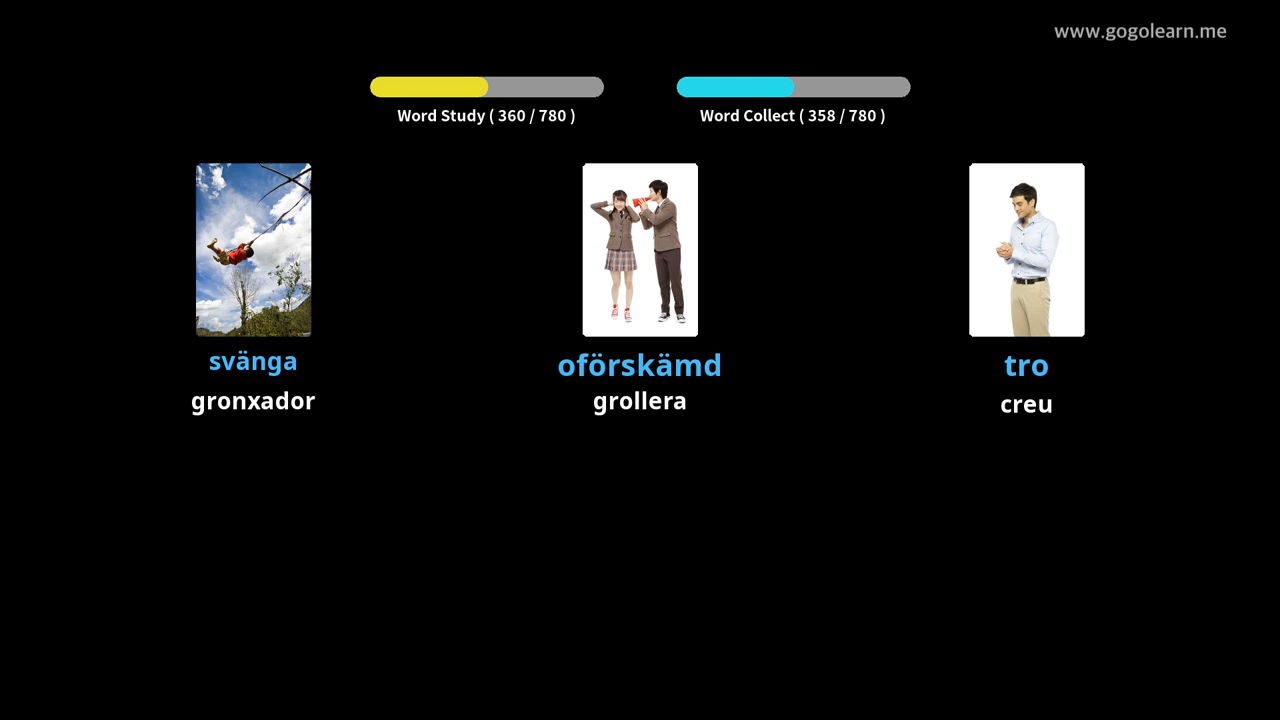 www.gogolearn.me
Word Study ( 360 / 780 )
Word Collect ( 358 / 780 )
svänga
oförskämd
tro
gronxador
grollera
creu